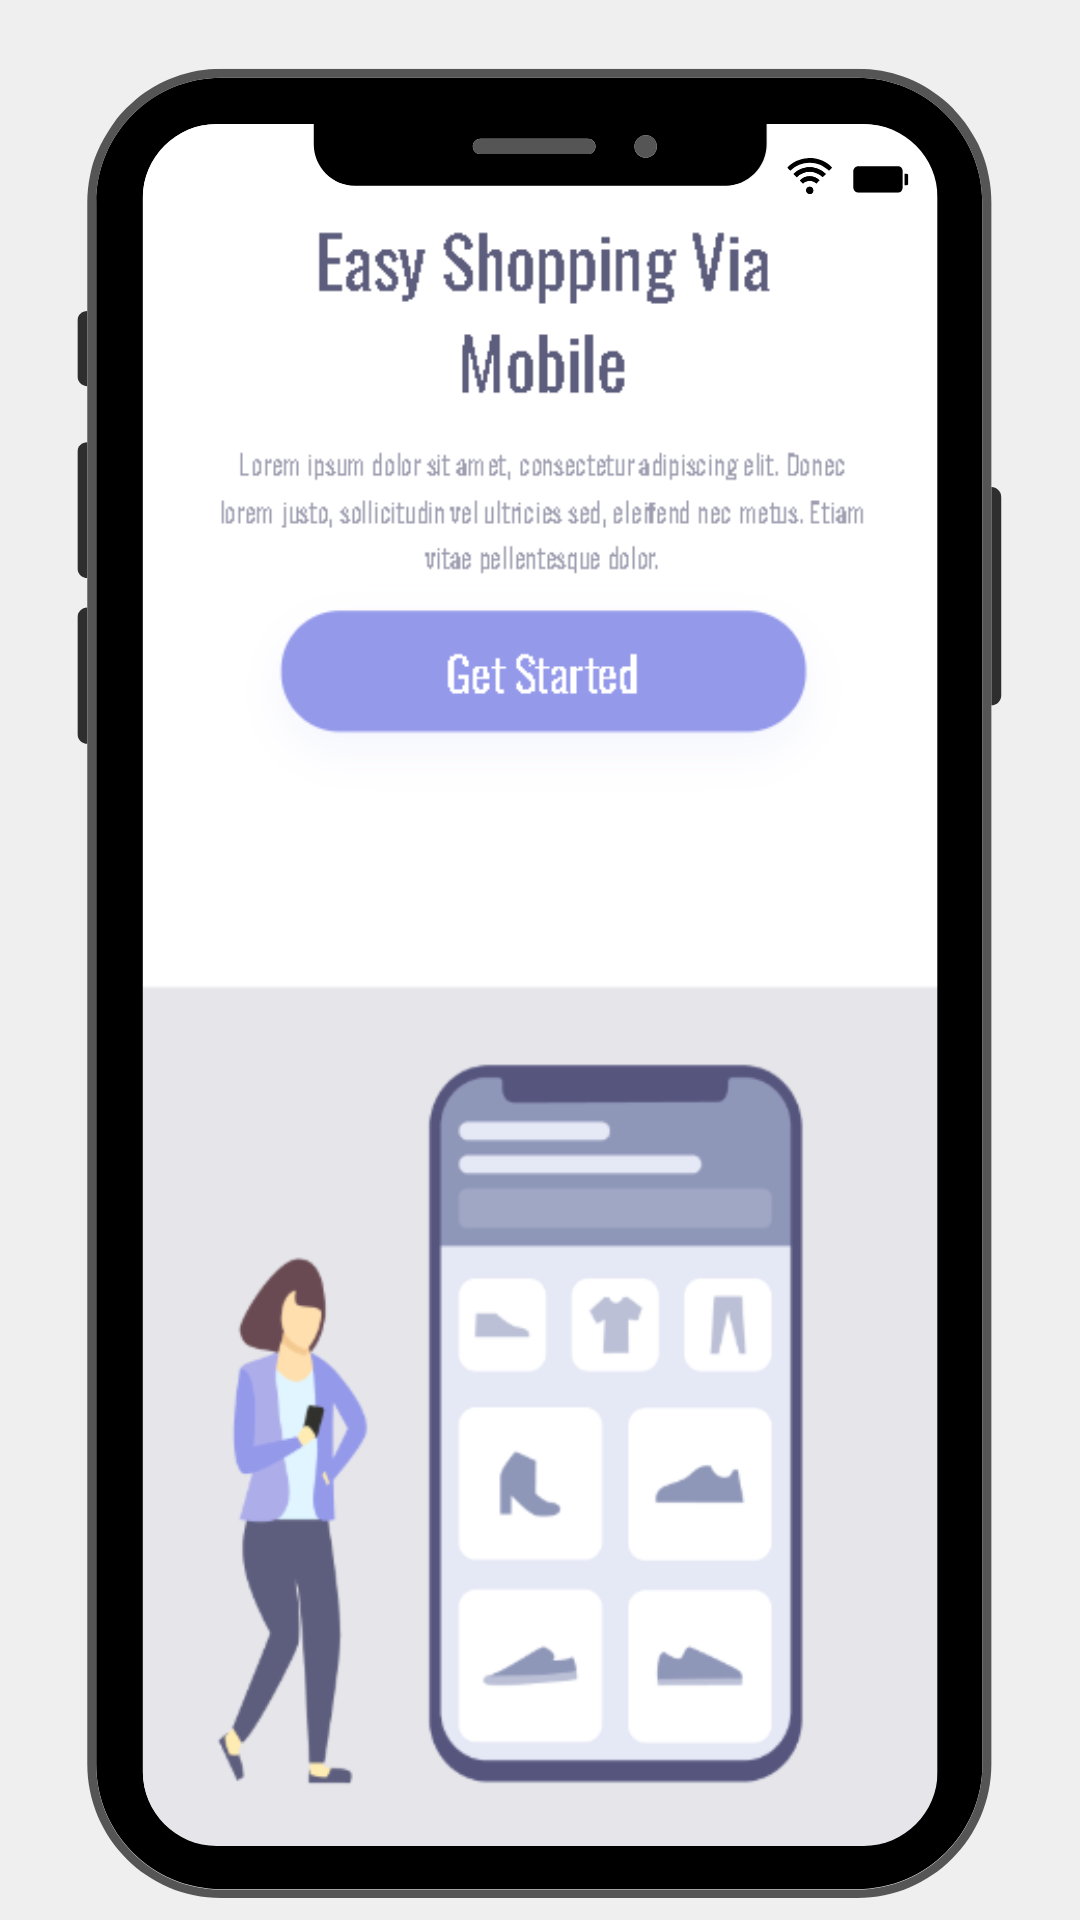 Easy Shopping Via
Mobile
Lorem ipsum dolor sit amet, consectetur adipiscing elit. Donec
lorem justo, sollicitudin vel ultricies sed, eleifend nec metus. Etiam
vitae pellentesque dolor.
Get Started